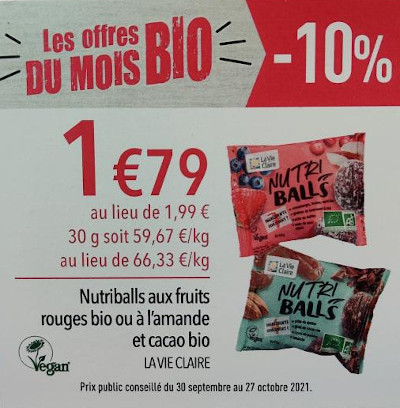 Les offres
DU MOIS BIO
-10%
1€79
au lieu de 1,99 €
30 g soit 59,67 €/kg
au lieu de 66,33 €/kg
Nutriballs aux fruits
rouges bio ou à l'amande
et cacao bio
LA VIE CLAIRE
Vegan
La Vie
Claire
NUTRI
BALLS
La Vie
Claire
NUTRI
BALLS
Prix public conseillé du 30 septembre au 27 octobre 2021.